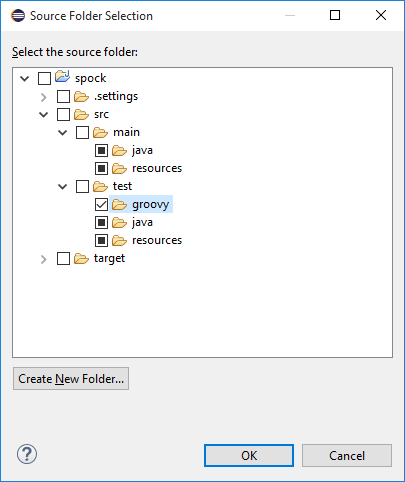 Source Folder Selection
Select the source folder:
spock
.settings
src
main
java
resources
test
groovy
java
resources
target
Create New Folder...
?
OK
Cancel